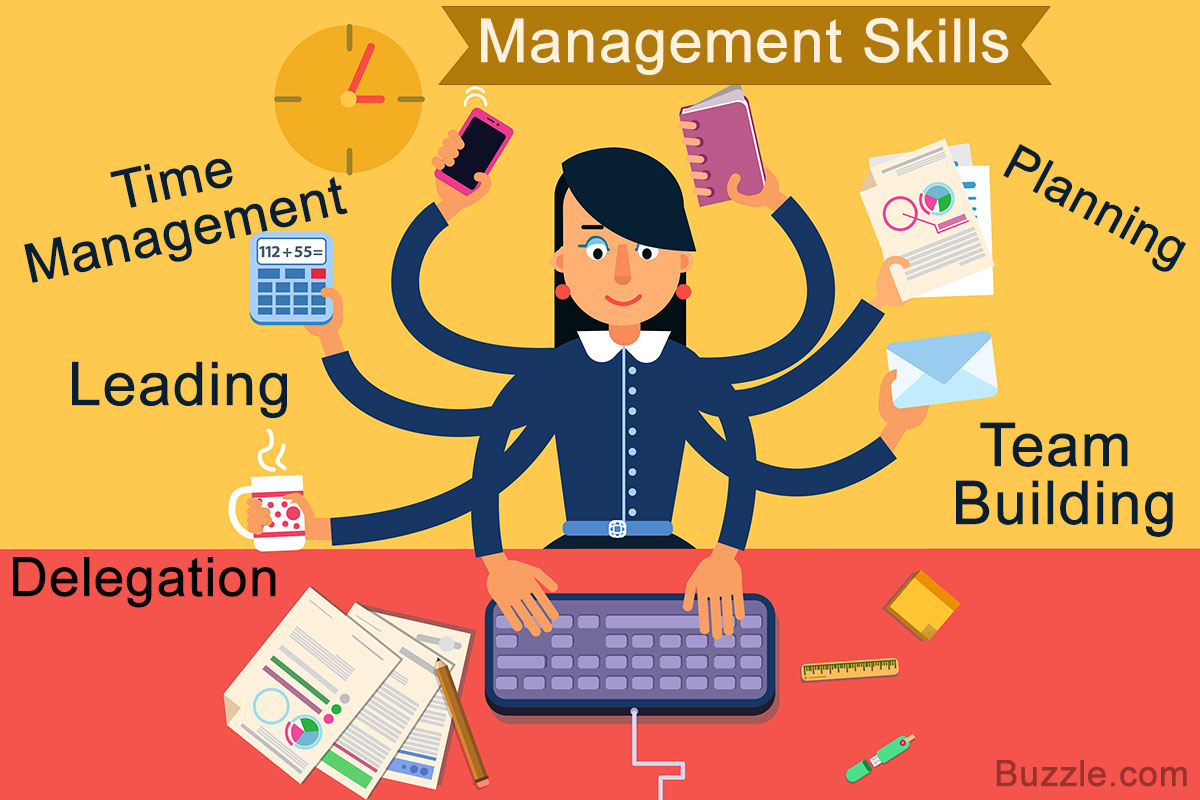 Management Skills
Time
Management
112+55=
Planning
Leading
Team
Building
Delegation
Buzzle.com